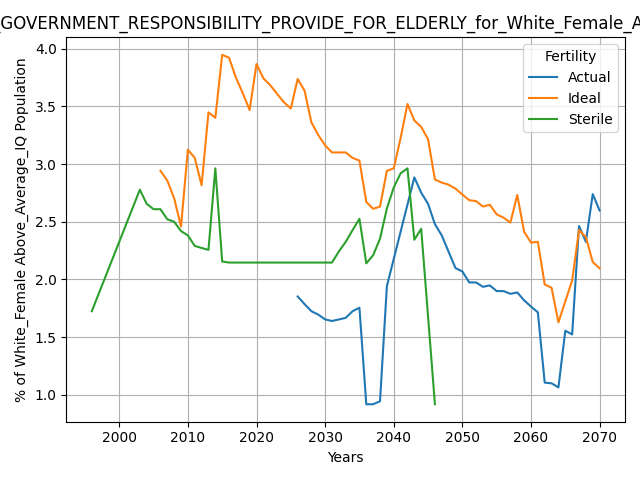 _GOVERNMENT_RESPONSIBILITY_PROVIDE_FOR_ELDERLY_for_White_Female_A
Fertility
Actual
Ideal
Sterile
% of White_Female Above_Average_IQ Population
4.0
3.5
3.0
2.5
2.0
1.5
1.0
2000 2010 2020 2030 2040 2050 2060 2070
Years